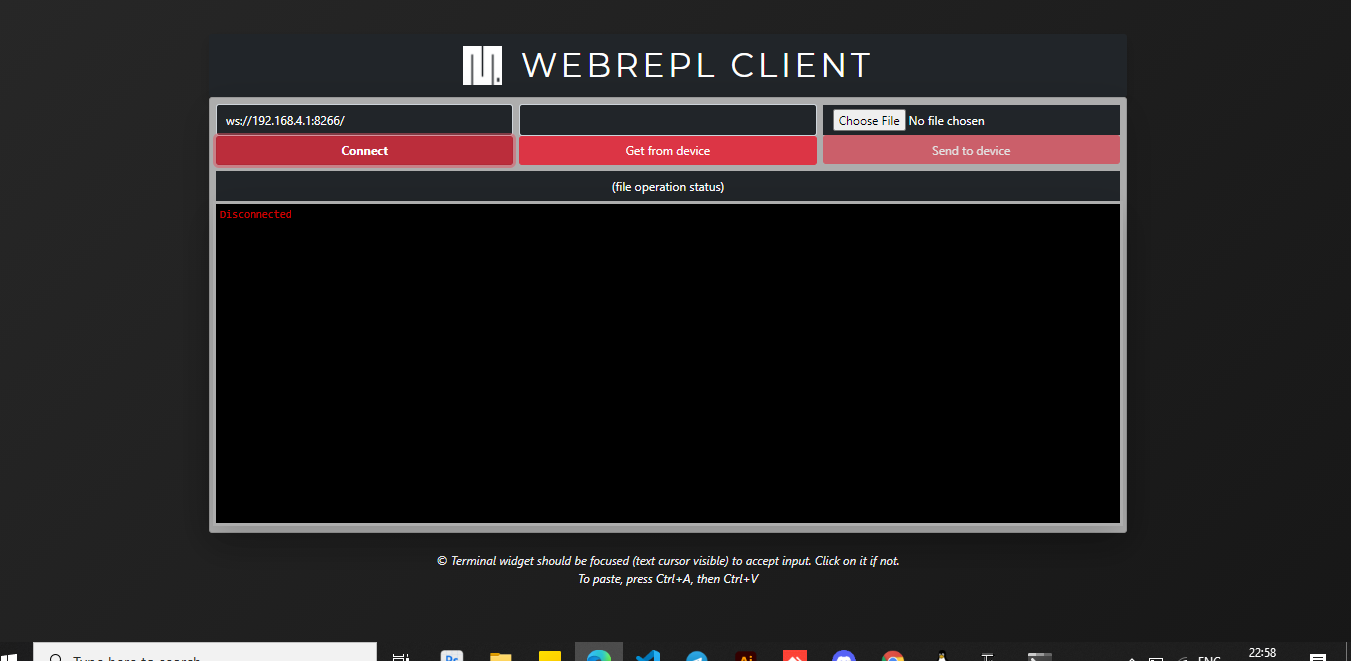 WEBREPL CLIENT
ws://192.168.4.1:8266/
Choose File No file chosen
Connect
Get from device
Send to device
(file operation status)
Disconnected
© Terminal widget should be focused (text cursor visible) to accept input. Click on it if not.
To paste, press Ctrl+A, then Ctrl+V
Type here to search
Ai
ENG
22:58